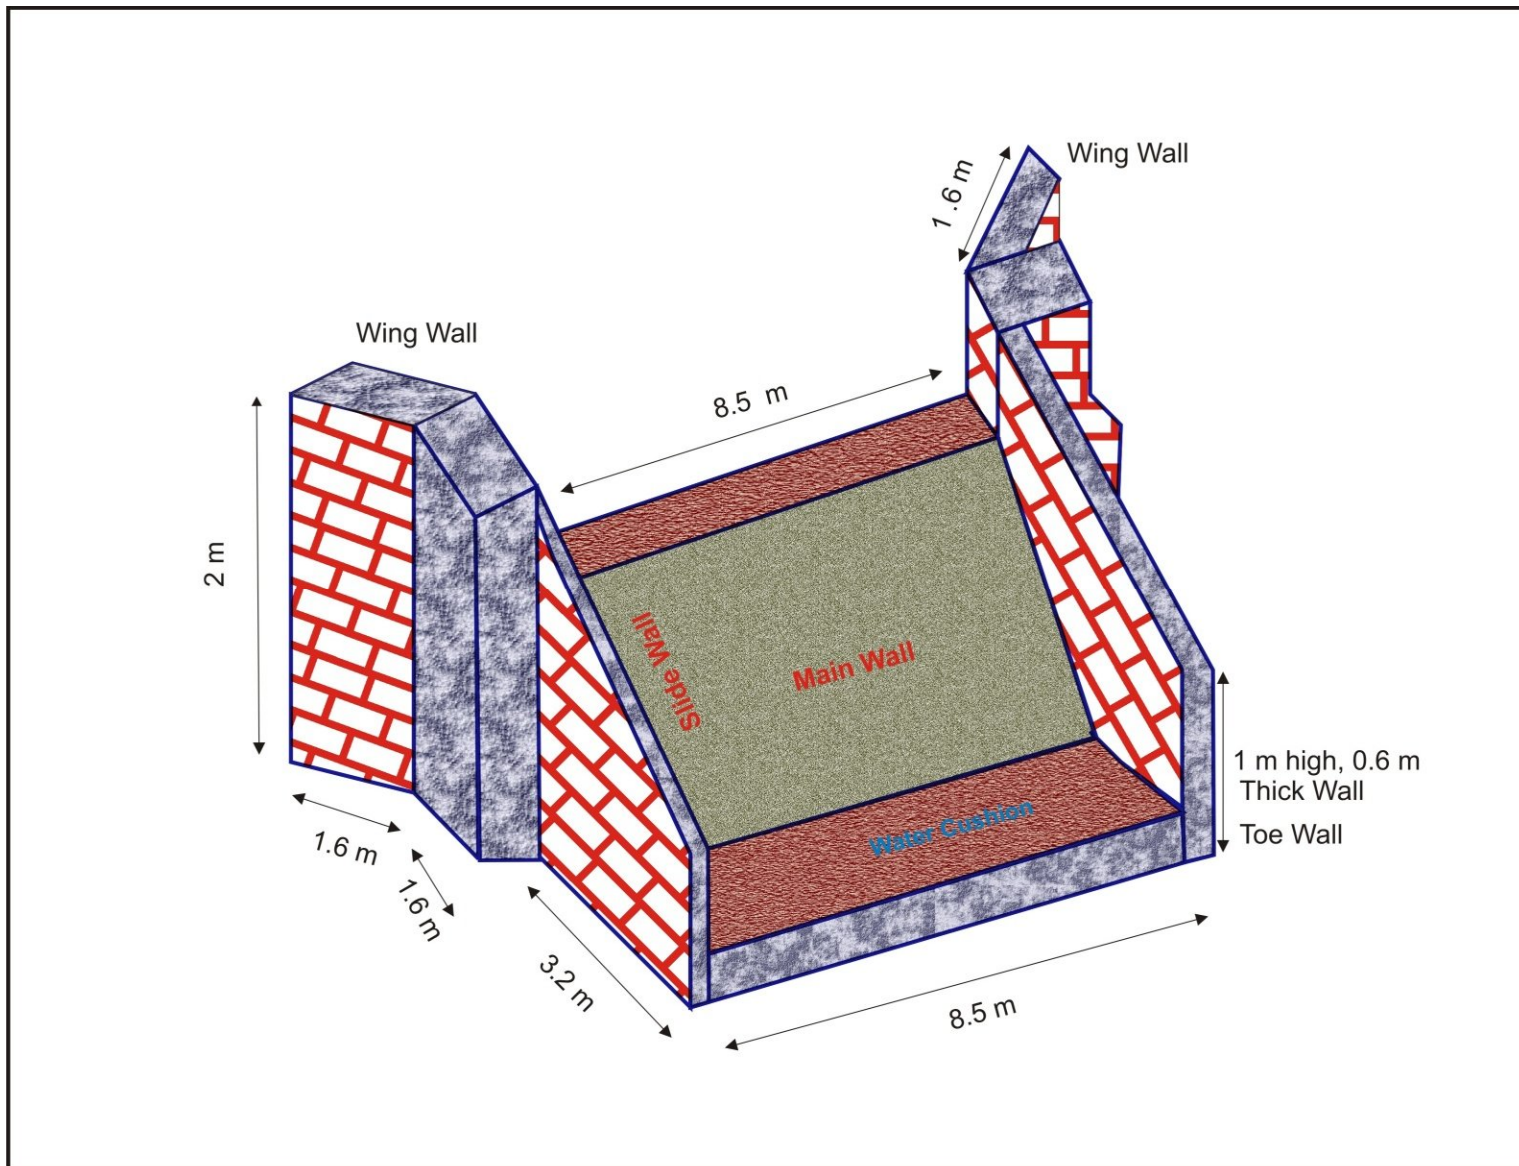 Wing Wall
1 .6 m
Wing Wall
8.5 m
2 m
Slide Wall
Main Wall
1 m high, 0.6 m
Thick Wall
Toe Wall
Water Cushion
1.6 m
1.6 m
3.2 m
8.5 m